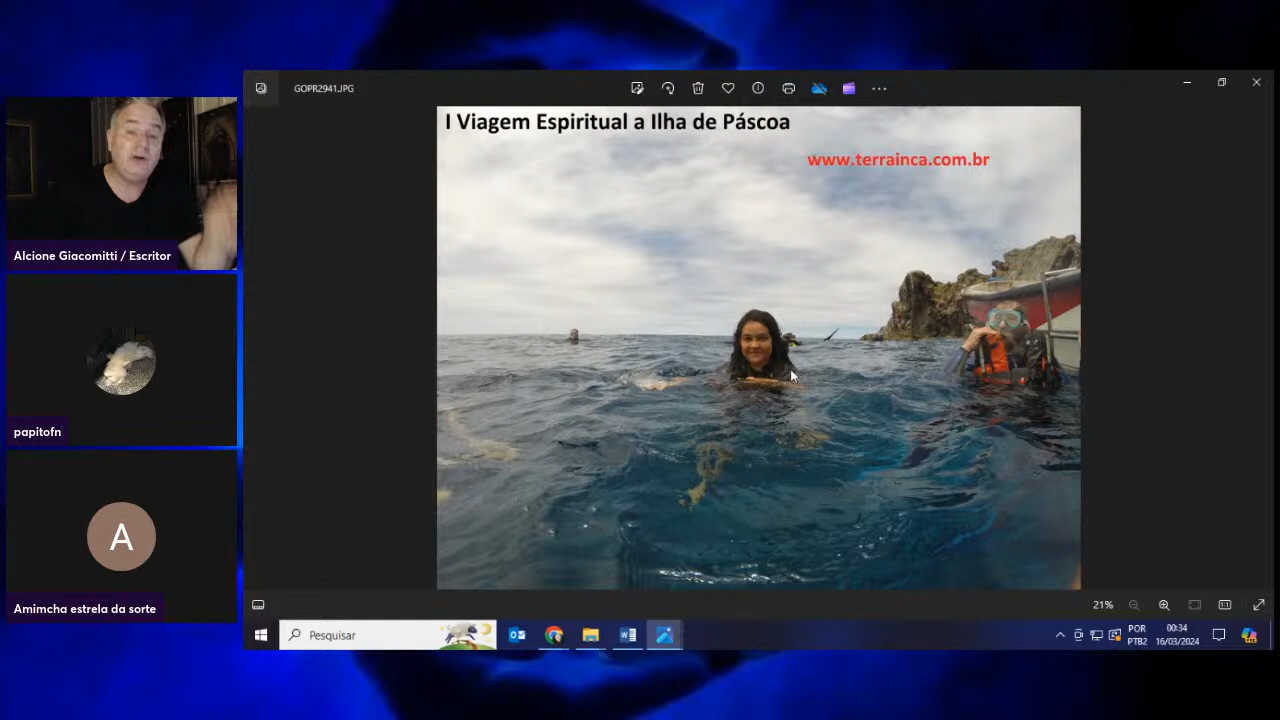 GOPR2941.JPG
I Viagem Espiritual a Ilha de Páscoa
www.terrainca.com.br
Alcione Giacomitti / Escritor
papitofn
A
Amimcha estrela da sorte
21%
Pesquisar
POR
PTB2
00:34
16/03/2024